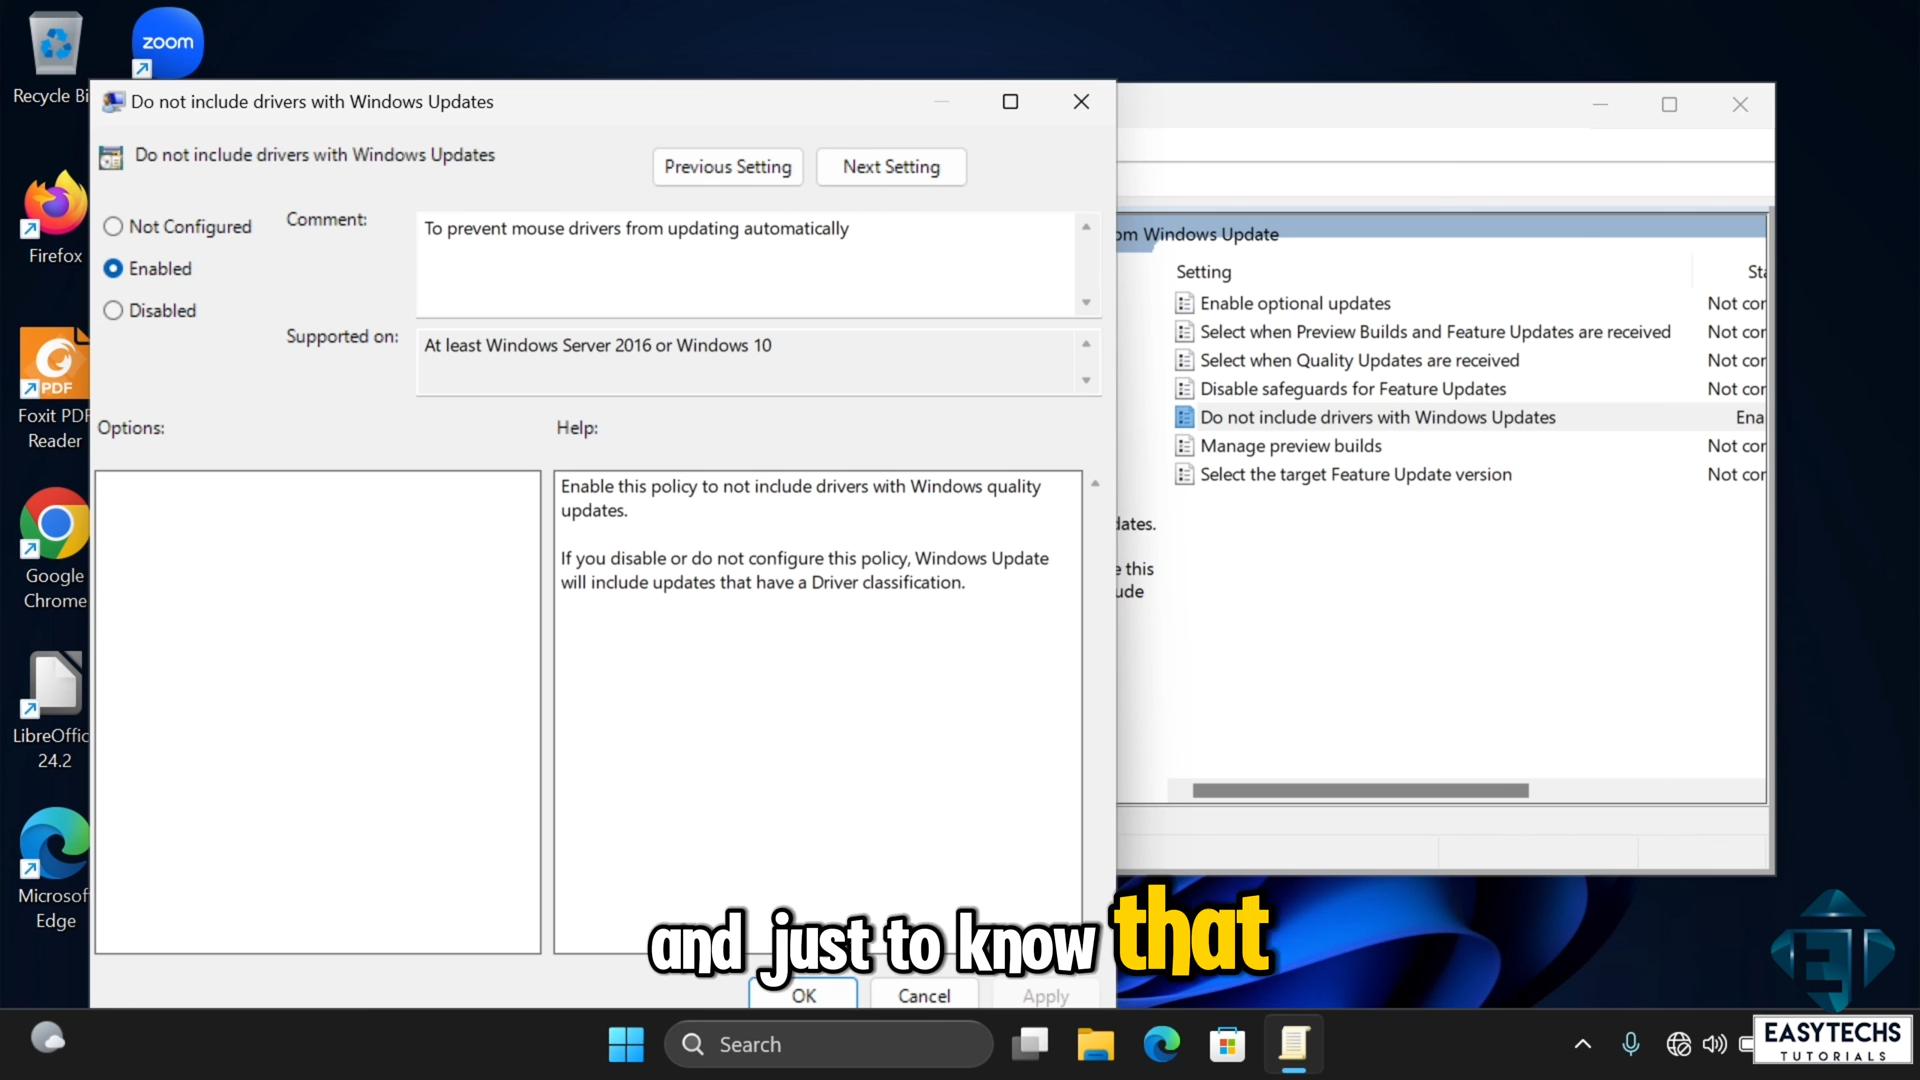 zoom
Recycle Bi
Firefox
PDF
Foxit PDF
Reader
Google
Chrome
LibreOffic
24.2
Microsof
Edge
Do not include drivers with Windows Updates
Do not include drivers with Windows Updates
Previous Setting
Next Setting
Not Configured
Enabled
Disabled
Comment:
To prevent mouse drivers from updating automatically
Supported on:
At least Windows Server 2016 or Windows 10
Options:
Help:
Enable this policy to not include drivers with Windows quality
updates.
If you disable or do not configure this policy, Windows Update
will include updates that have a Driver classification.
OK
Cancel
Apply
om Windows Update
Setting
Sta
Enable optional updates
Not cor
Select when Preview Builds and Feature Updates are received
Not cor
Select when Quality Updates are received
Not cor
Disable safeguards for Feature Updates
Not cor
Do not include drivers with Windows Updates
Ena
Manage preview builds
Not cor
Select the target Feature Update version
Not cor
dates.
e this
ude
and just to know that
Search
ET
EASYTECHS
TUTORIALS